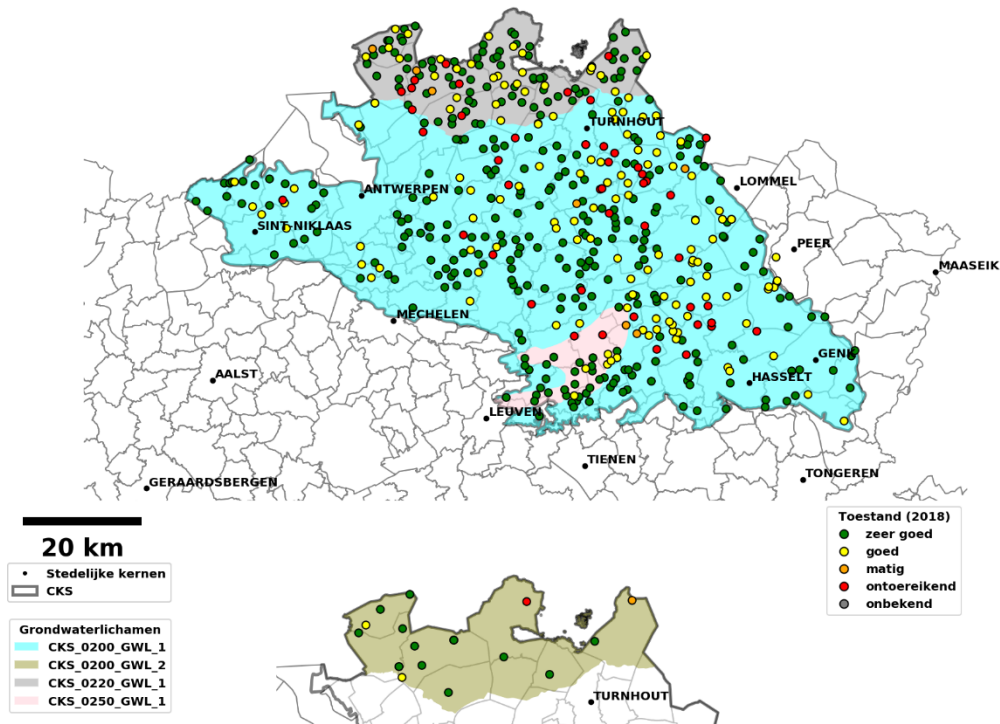 TURNHOUT
LOMMEL
ANTWERPEN
SINT-NIKLAAS
PEER
MAASEIK
MECHELEN
GENK
AALST
HASSELT
LEUVEN
TIENEN
TONGEREN
GERAARDSBERGEN
20 km
Stedelijke kernen
CKS
Grondwaterlichamen
CKS_0200_GWL_1
CKS_0200_GWL_2
CKS_0220_GWL_1
CKS_0250_GWL_1
Toestand (2018)
zeer goed
goed
matig
ontoereikend
onbekend
TURNHOUT